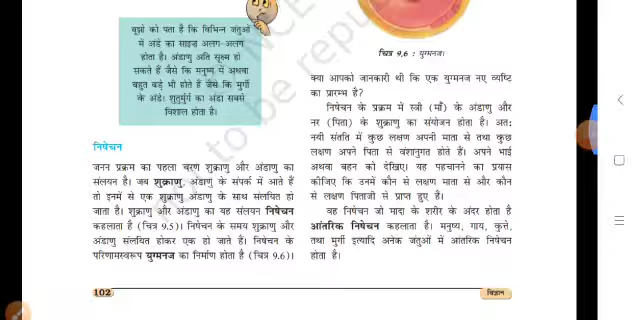 बूझो को पता है कि विभिन्न जंतुओं
में अंडे का साइज़ अलग-अलग
होता है। अंडाणु अति सूक्ष्म हो
सकते हैं जैसे कि मनुष्य में अथवा
बहुत बड़े भी होते हैं जैसे कि मुर्गी
के अंडे। शुतुर्मुर्ग का अंडा सबसे
विशाल होता है।
निषेचन
जनन प्रक्रम का पहला चरण शुक्राणु और अंडाणु का
संलयन है। जब शुक्राणु, अंडाणु के संपर्क में आते हैं
तो इनमें से एक शुक्राणु अंडाणु के साथ संलयित हो
जाता है। शुक्राणु और अंडाणु का यह संलयन निषेचन
कहलाता है (चित्र 9.5)। निषेचन के समय शुक्राणु और
अंडाणु संलयित होकर एक हो जाते हैं। निषेचन के
परिणामस्वरूप युग्मनज का निर्माण होता है (चित्र 9.6)।
चित्र 9.6 : युग्मनज।
क्या आपको जानकारी थी कि एक युग्मनज नए व्यष्टि
का प्रारम्भ है?
निषेचन के प्रक्रम में स्त्री (माँ) के अंडाणु और
नर (पिता) के शुक्राणु का संयोजन होता है। अतः
नयी संतति में कुछ लक्षण अपनी माता से तथा कुछ
लक्षण अपने पिता से वंशानुगत होते हैं। अपने भाई
अथवा बहन को देखिए। यह पहचानने का प्रयास
कीजिए कि उनमें कौन से लक्षण माता से और कौन
से लक्षण पिताजी से प्राप्त हुए है।
वह निषेचन जो मादा के शरीर के अंदर होता है
आंतरिक निषेचन कहलाता है। मनुष्य, गाय, कुत्ते,
तथा मुर्गी इत्यादि अनेक जंतुओं में आंतरिक निषेचन
होता है।
102
विज्ञान